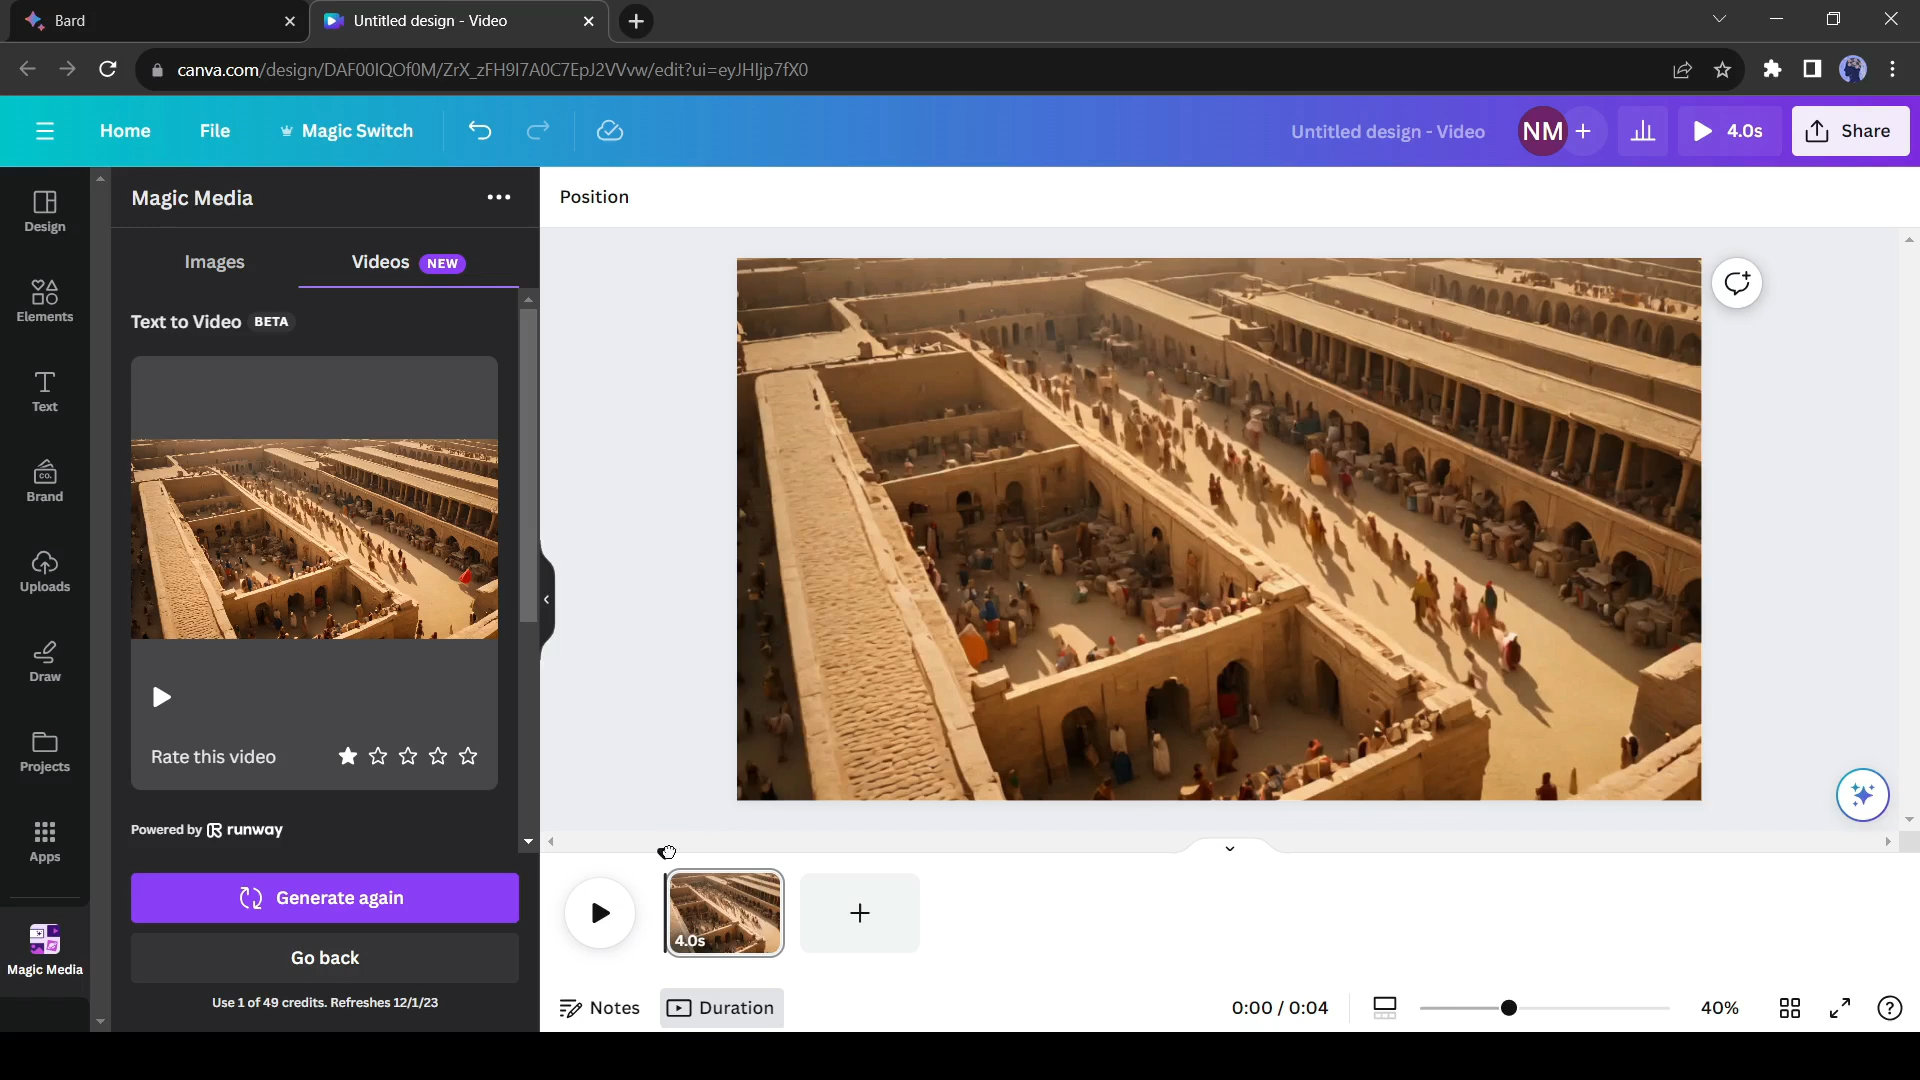 Bard
Untitled design - Video
canva.com/design/DAF00IQOf0M/ZrX_zFH9I7A0C7EpJ2VVvw/edit?ui=eyJHIjp7fX0
Home
File
Magic Switch
Untitled design - Video
NM
4.0s
Share
Design
Elements
Text
CO.
Brand
Uploads
Draw
Projects
Apps
Magic Media
Magic Media
Images
Videos NEW
Text to Video BETA
Rate this video
Powered by runway
Generate again
Go back
Use 1 of 49 credits. Refreshes 12/1/23
Position
4.0s
Notes
Duration
0:00 / 0:04
40%